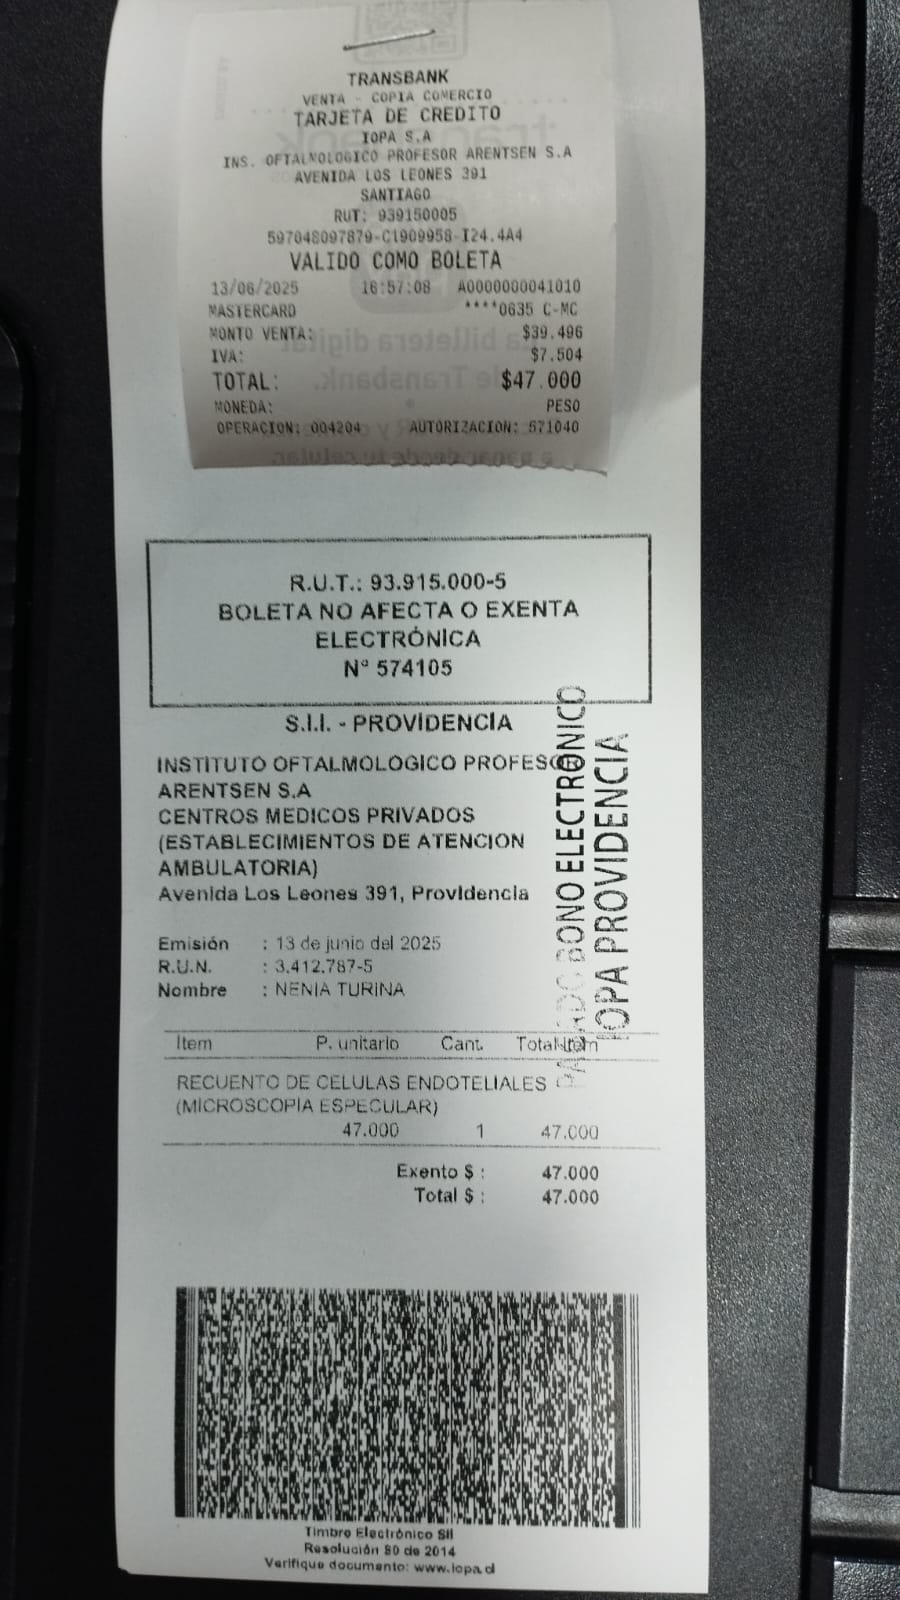 TRANSBANK
VENTA - COPIA COMERCIO
TARJETA DE CREDITO
IOPA S.A
INS. OFTALMOLOGICO PROFESOR ARENTSEN S.A
AVENIDA LOS LEONES 391
SANTIAGO
RUT: 939150005
597048097879-C1909958-I24.4A4
VALIDO COMO BOLETA
13/06/2025 16:57:08 A0000000041010
MASTERCARD ****0635 C-MC
MONTO VENTA: $39.496
IVA: $7.504
TOTAL: $47.000
MONEDA: PESO
OPERACION: 004204 AUTORIZACION: 571040
R.U.T.: 93.915.000-5
BOLETA NO AFECTA O EXENTA
ELECTRÓNICA
Nº 574105
S.I.I. - PROVIDENCIA
INSTITUTO OFTALMOLOGICO PROFESOR
ARENTSEN S.A
CENTROS MEDICOS PRIVADOS
(ESTABLECIMIENTOS DE ATENCION
AMBULATORIA)
Avenida Los Leones 391, Providencia
Emisión : 13 de junio del 2025
R.U.N. : 3.412.787-5
Nombre : NENIA TURINA
PAGADO BONO ELECTRONICO
IOPA PROVIDENCIA
Item P. unitario Cant. Total item
RECUENTO DE CELULAS ENDOTELIALES
(MICROSCOPIA ESPECULAR)
47.000 1 47.000
Exento $ : 47.000
Total $ : 47.000
Timbre Electrónico SII
Resolución 80 de 2014
Verifique documento: www.iopa.cl